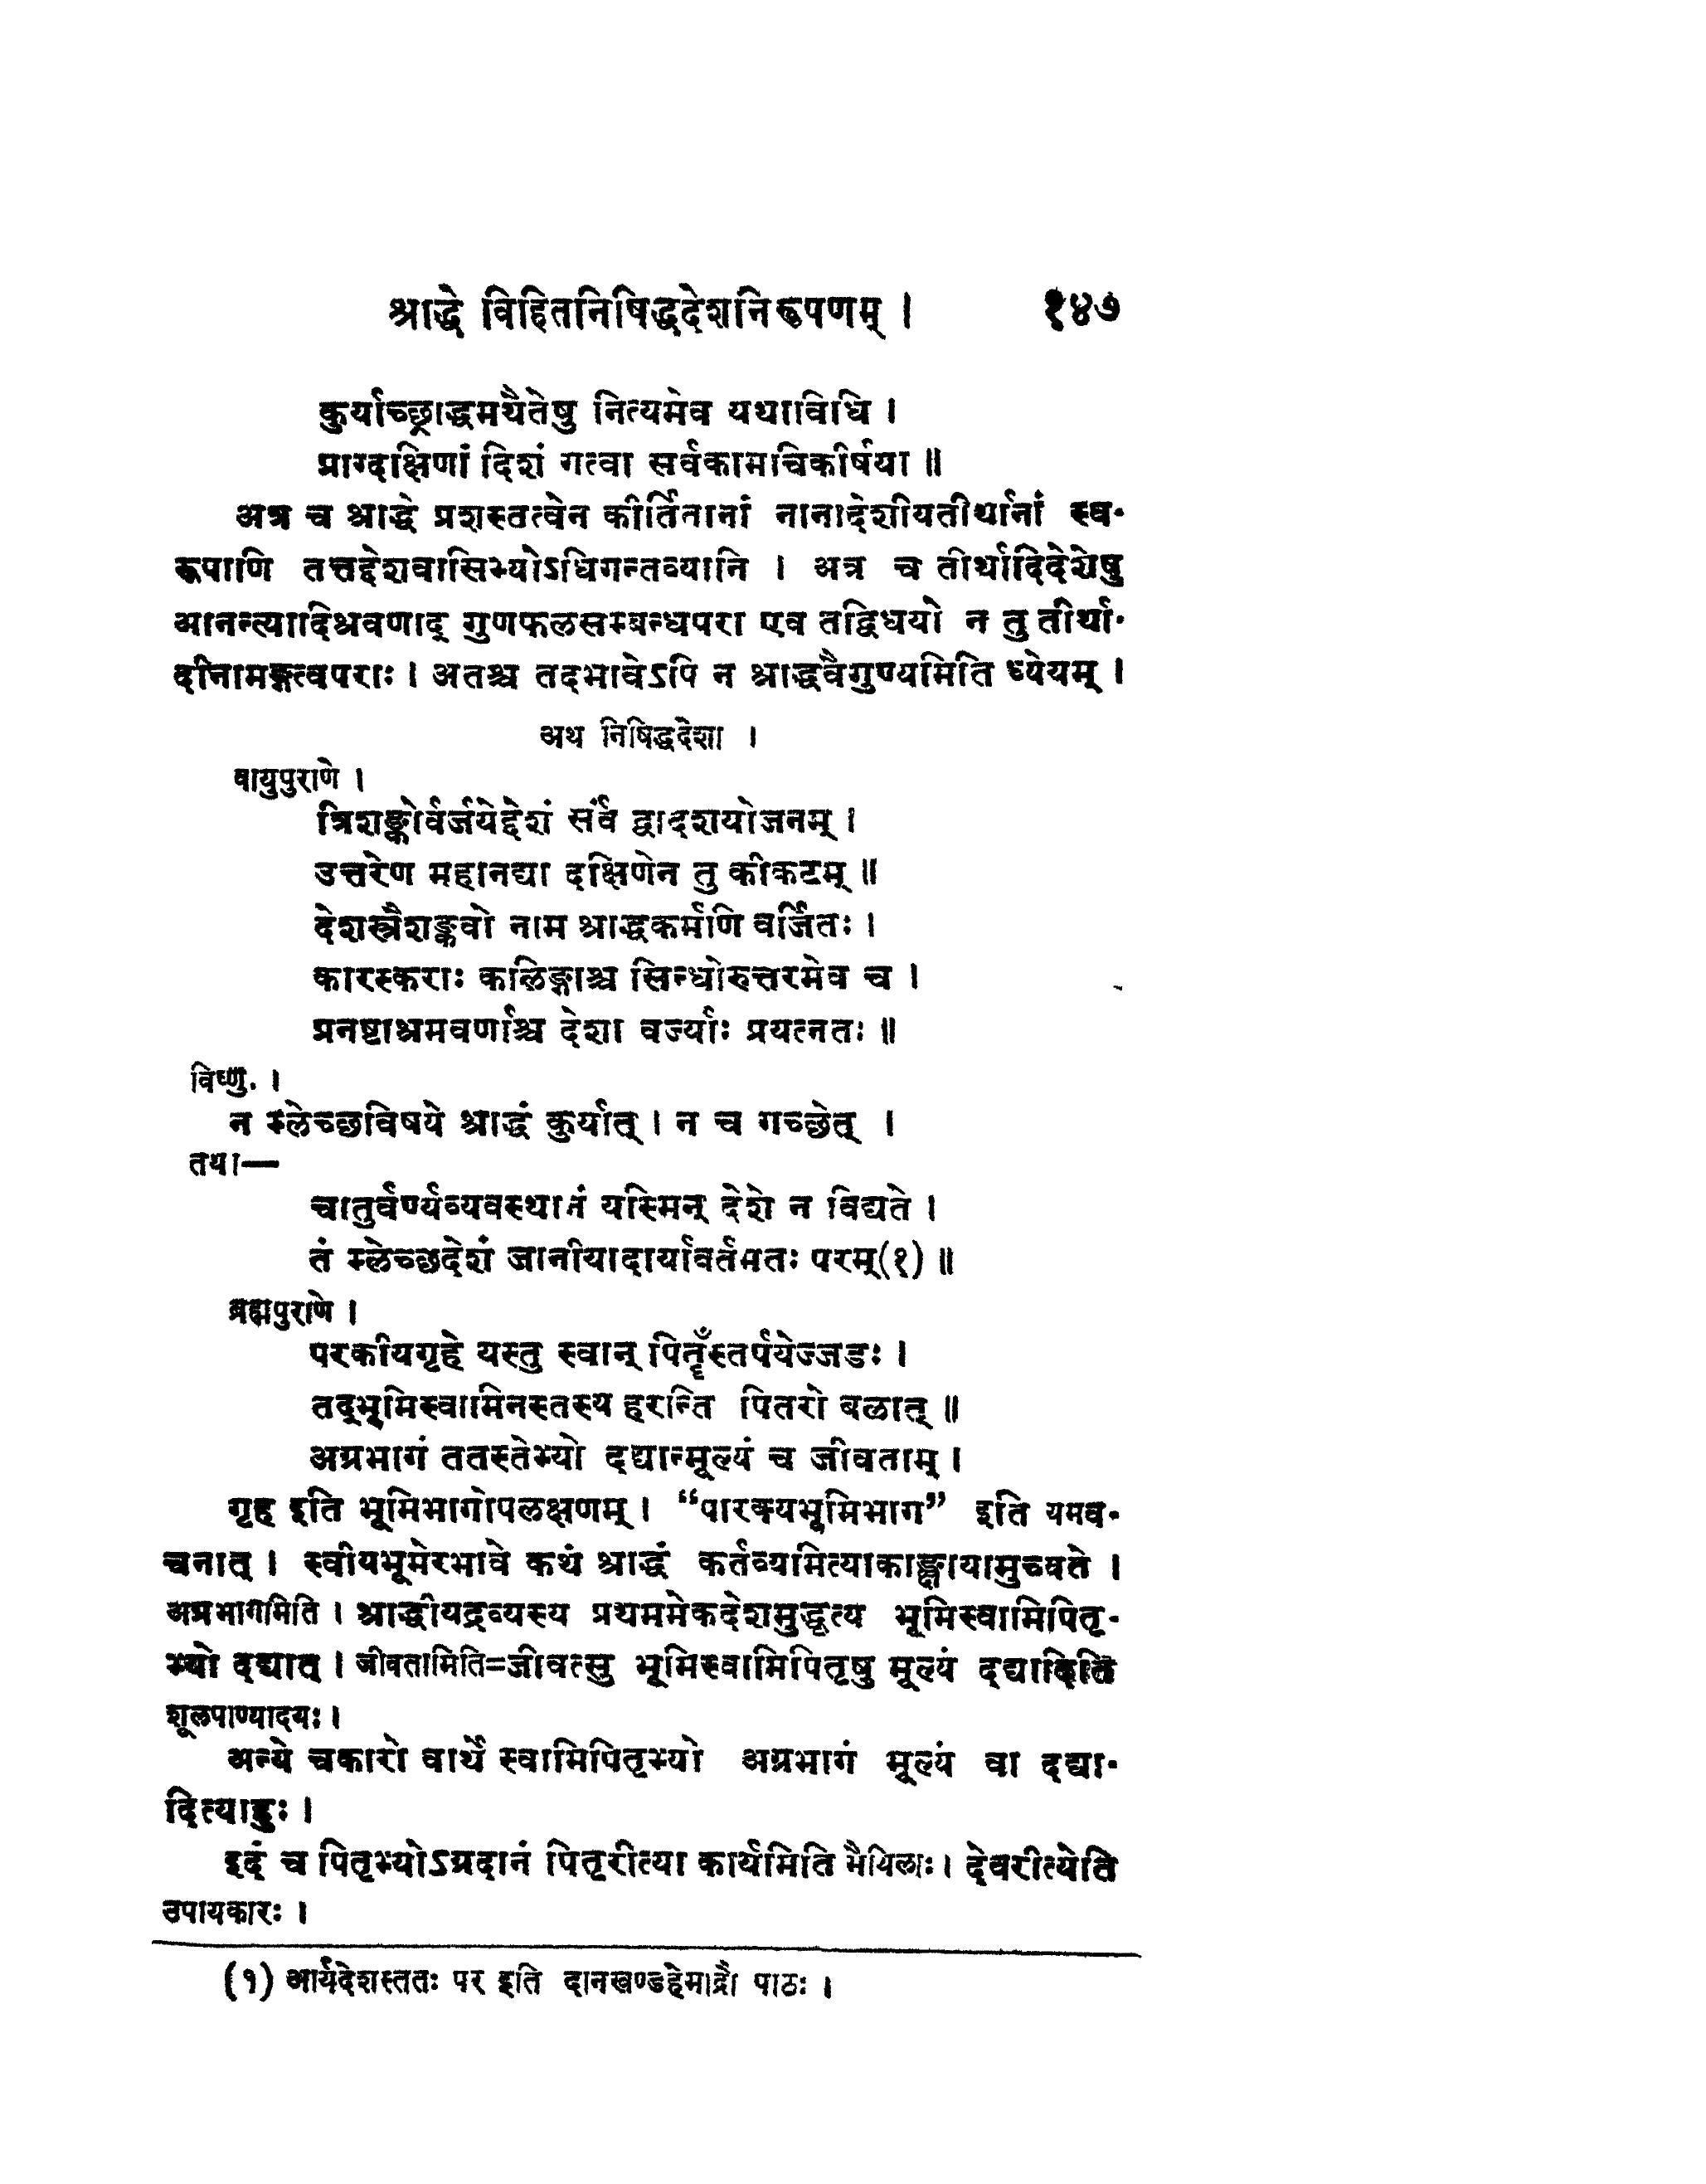 श्राद्धे विहितनिषिद्धदेशनिरूपणम् । १४७
कुर्याच्छ्राद्धमथैतेषु नित्यमेव यथाविधि ।
प्राग्दक्षिणां दिशं गत्वा सर्वकामचिकीर्षया ॥
अत्र च श्राद्धे प्रशस्तत्वेन कीर्तितानां नानादेशीयतीर्थानां स्व-
रूपाणि तत्तद्देशवासिभ्योऽधिगन्तव्यानि । अत्र च तीर्थादिदेशेषु
आनन्त्यादिश्रवणाद् गुणफलसम्बन्धपरा एव तद्विधयो न तु तीर्था-
दीनामङ्गत्वपराः । अतश्च तदभावेऽपि न श्राद्धवैगुण्यमिति ध्येयम् ।
अथ निषिद्धदेशा ।
वायुपुराणे ।
त्रिशङ्कोर्वर्जयेद्देशं सर्वं द्वादशयोजनम् ।
उत्तरेण महानद्या दक्षिणेन तु कीकटम् ॥
देशस्त्रैशङ्कवो नाम श्राद्धकर्मणि वर्जितः ।
कारस्कराः कलिङ्गाश्च सिन्धोरुत्तरमेव च ।
प्रनष्टाश्रमवर्णाश्च देशा वर्ज्याः प्रयत्नतः ॥
विष्णु. ।
न म्लेच्छविषये श्राद्धं कुर्यात् । न च गच्छेत् ।
तथा—
चातुर्वर्ण्यव्यवस्थानं यस्मिन् देशे न विद्यते ।
तं म्लेच्छदेशं जानीयादार्यावर्तमतः परम्(१) ॥
ब्रह्मपुराणे ।
परकीयगृहे यस्तु स्वान् पितॄँस्तर्पयेज्जडः ।
तद्भूमिस्वामिनस्तस्य हरन्ति पितरो बलात् ॥
अग्रभागं ततस्तेभ्यो दद्यान्मूल्यं च जीवताम् ।
गृह इति भूमिभागोपलक्षणम् । “पारक्यभूमिभाग” इति यमव-
चनात् । स्वीयभूमेरभावे कथं श्राद्धं कर्तव्यमित्याकाङ्क्षायामुच्यते ।
अग्रभागमिति । श्राद्धीयद्रव्यस्य प्रथममेकदेशमुद्धृत्य भूमिस्वामिपितृ-
भ्यो दद्यात् । जीवतामिति=जीवत्सु भूमिस्वामिपितृषु मूल्यं दद्यादिति
शूलपाण्यादयः ।
अन्ये चकारो वार्थे स्वामिपितृभ्यो अग्रभागं मूल्यं वा दद्या-
दित्याहुः ।
इदं च पितृभ्योऽग्रदानं पितृरीत्या कार्यमिति मैथिलाः । देवरीत्येति
उपायकारः ।
(१) आर्यदेशस्ततः पर इति दानखण्डहेमाद्रौ पाठः ।